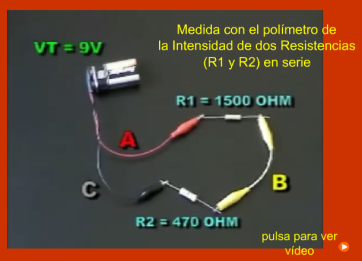 Medida con el polímetro de
la Intensidad de dos Resistencias
(R1 y R2) en serie
VT = 9V
R1 = 1500 OHM
A
B
C
R2 = 470 OHM
pulsa para ver
vídeo